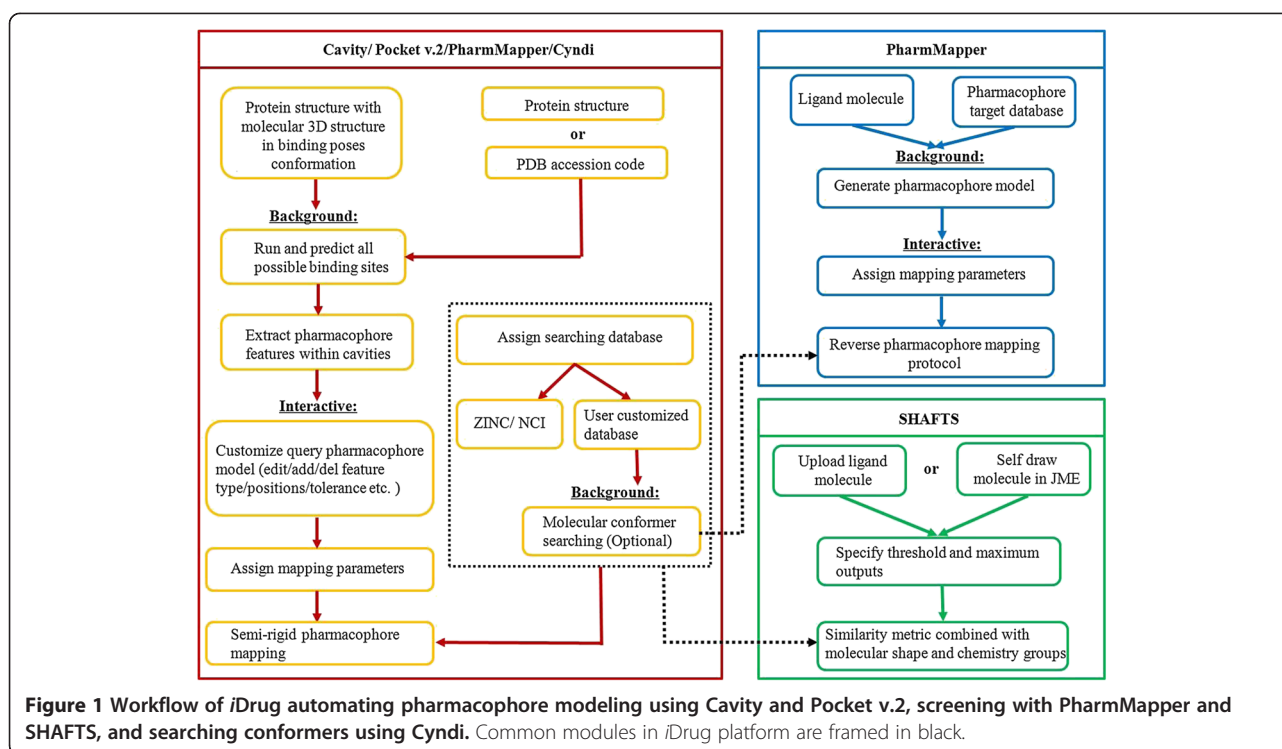 Cavity/ Pocket v.2/PharmMapper/Cyndi
Protein structure with
molecular 3D structure
in binding poses
conformation
Protein structure
or
PDB accession code
Background:
Run and predict all
possible binding sites
Extract pharmacophore
features within cavities
Interactive:
Customize query pharmacophore
model (edit/add/del feature
type/positions/tolerance etc. )
Assign mapping parameters
Semi-rigid pharmacophore
mapping
Assign searching database
ZINC/ NCI
User customized
database
Background:
Molecular conformer
searching (Optional)
PharmMapper
Ligand molecule
Pharmacophore
target database
Background:
Generate pharmacophore model
Interactive:
Assign mapping parameters
Reverse pharmacophore mapping
protocol
SHAFTS
Upload ligand
molecule
or
Self draw
molecule in JME
Specify threshold and maximum
outputs
Similarity metric combined with
molecular shape and chemistry groups
Figure 1 Workflow of iDrug automating pharmacophore modeling using Cavity and Pocket v.2, screening with PharmMapper and
SHAFTS, and searching conformers using Cyndi. Common modules in iDrug platform are framed in black.